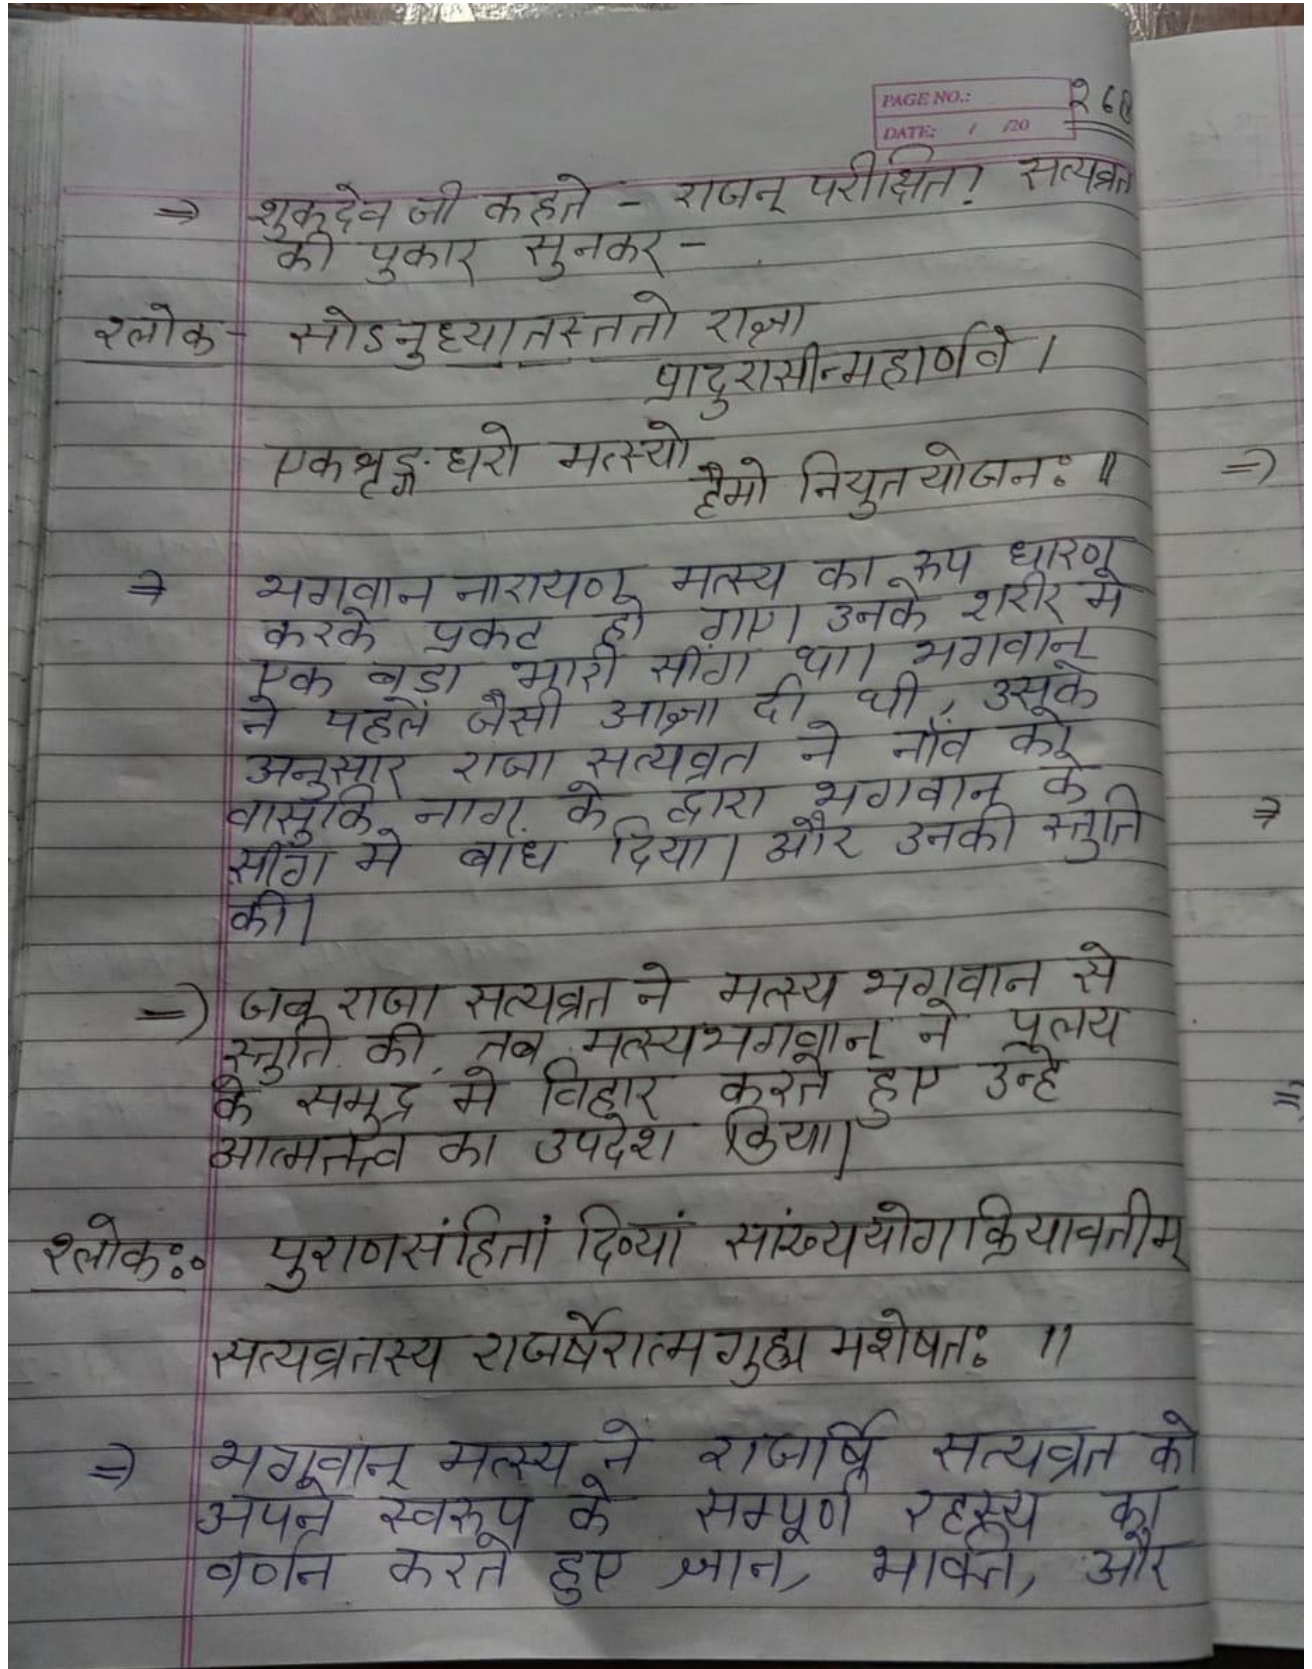 PAGE NO.:
DATE: / /20
⇒ शुकदेव जी कहते - राजन् परीक्षित! सत्यव्रत
की पुकार सुनकर -
श्लोक - सोऽनुध्यातस्ततो राज्ञा
प्रादुरासीन्महार्णवे।
एकश्रृङ्ग.धरो मत्स्यो
हैमो नियुतयोजनः॥
⇒ भगवान नारायण मत्स्य का रूप धारण
करके प्रकट हो गए। उनके शरीर मे
एक बड़ा भारी सींग था। भगवान्
ने पहले जैसी आज्ञा दी थी, उसके
अनुसार राजा सत्यव्रत ने नौंव को
वासुकि नाग के द्वारा भगवान् के
सींग मे बांध दिया। और उनकी स्तुति
की।
⇒ जब राजा सत्यव्रत ने मत्स्य भगवान से
स्तुति की, तब मत्स्यभगवान् ने प्रलय
के समुद्र मे विहार करते हुए उन्हे
आत्मतत्त्व का उपदेश किया।
श्लोकः॰ पुराणसंहितां दिव्यां सांख्ययोगक्रियावतीम्
सत्यव्रतस्य राजर्षेरात्मगुह्य मशेषतः॥
⇒ भगवान् मत्स्य ने राजर्षि सत्यव्रत को
अपने स्वरूप के सम्पूर्ण रहस्य का
वर्णन करते हुए ज्ञान, भक्ति, और